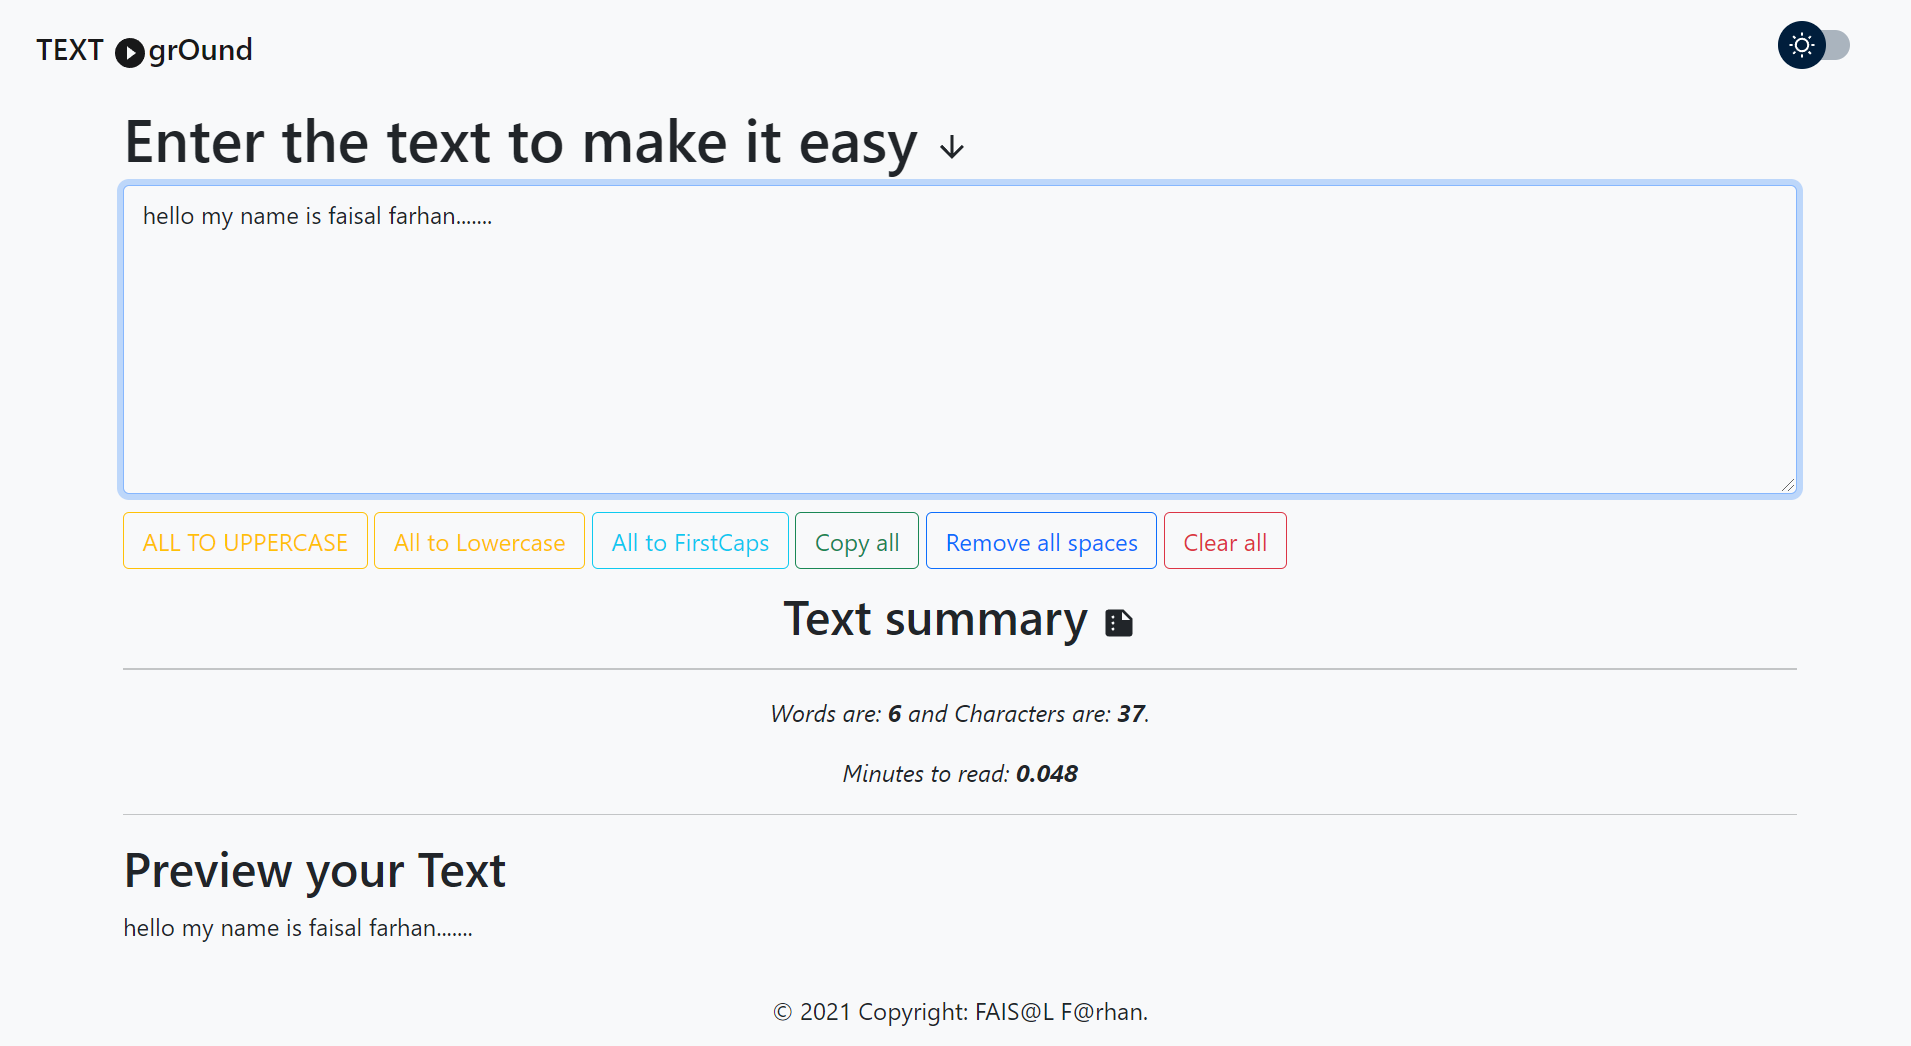 TEXT grOund
Enter the text to make it easy ↓
hello my name is faisal farhan.......
ALL TO UPPERCASE All to Lowercase All to FirstCaps Copy all Remove all spaces Clear all
Text summary
Words are: 6 and Characters are: 37.
Minutes to read: 0.048
Preview your Text
hello my name is faisal farhan.......
© 2021 Copyright: FAIS@L F@rhan.